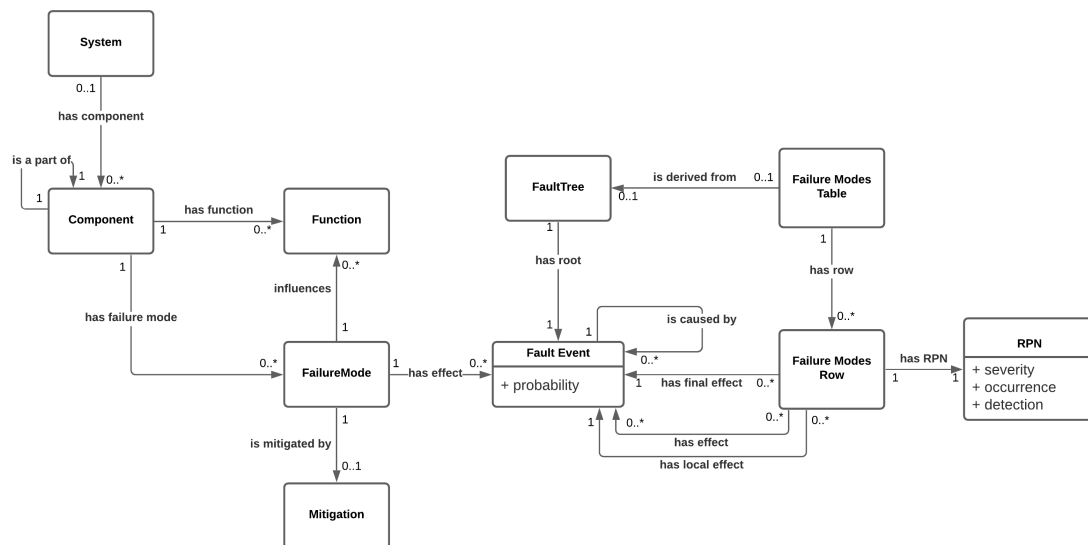 System
0..1
has component
is a part of
1
1
0..*
Component
has function
1
0..*
Function
1
has failure mode
0..*
influences
0..*
1
FailureMode
1
has effect
0..*
1
is mitigated by
0..1
Mitigation
FaultTree
is derived from
0..1
0..1
Failure Modes
Table
1
has root
1
1
has row
0..*
1
is caused by
0..*
Fault Event
+ probability
1
has final effect
0..*
Failure Modes
Row
has RPN
1
1
RPN
+ severity
+ occurrence
+ detection
1
0..*
0..*
0..*
has effect
has local effect